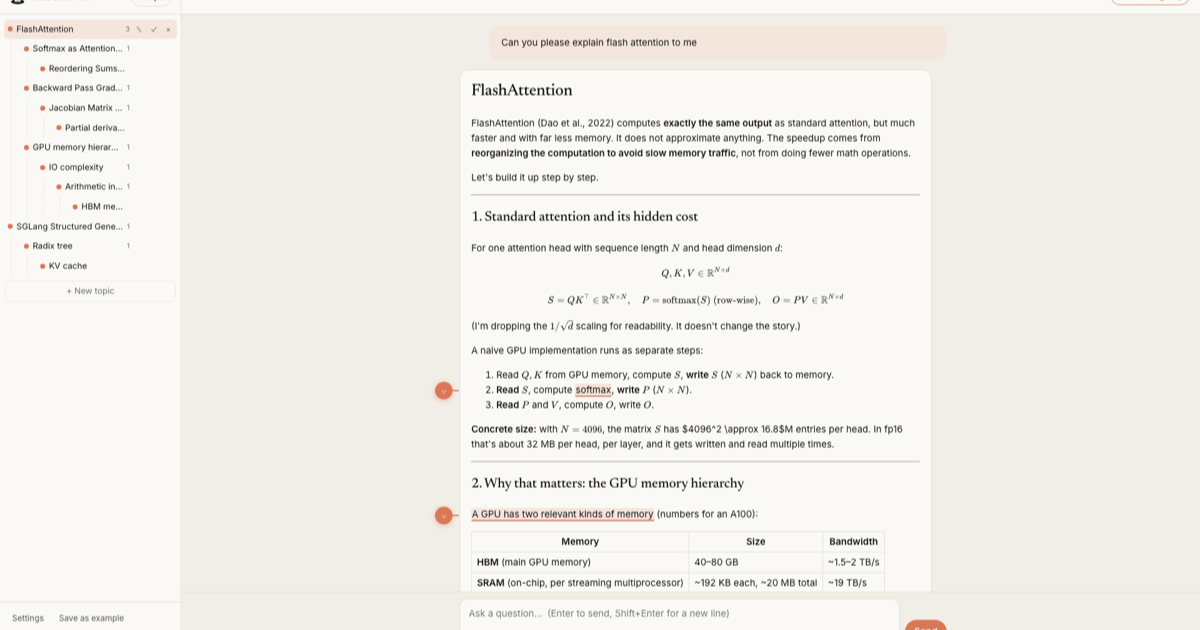 FlashAttention 3
Softmax as Attention... 1
Reordering Sums...
Backward Pass Grad... 1
Jacobian Matrix ... 1
Partial deriva...
GPU memory hierar... 1
IO complexity 1
Arithmetic in... 1
HBM me...
SGLang Structured Gene... 1
Radix tree 1
KV cache
+ New topic
Settings Save as example
Can you please explain flash attention to me
FlashAttention
FlashAttention (Dao et al., 2022) computes exactly the same output as standard attention, but much
faster and with far less memory. It does not approximate anything. The speedup comes from
reorganizing the computation to avoid slow memory traffic, not from doing fewer math operations.
Let's build it up step by step.
1. Standard attention and its hidden cost
For one attention head with sequence length N and head dimension d:
Q, K, V ∈ ℝ^{N×d}
S = QK^⊤ ∈ ℝ^{N×N}, P = softmax(S) (row-wise), O = PV ∈ ℝ^{N×d}
(I'm dropping the 1/√d scaling for readability. It doesn't change the story.)
A naive GPU implementation runs as separate steps:
1. Read Q, K from GPU memory, compute S, write S (N × N) back to memory.
2. Read S, compute softmax, write P (N × N).
3. Read P and V, compute O, write O.
Concrete size: with N = 4096, the matrix S has $4096^2 \approx 16.8$M entries per head. In fp16
that's about 32 MB per head, per layer, and it gets written and read multiple times.
2. Why that matters: the GPU memory hierarchy
A GPU has two relevant kinds of memory (numbers for an A100):
Memory Size Bandwidth
HBM (main GPU memory) 40–80 GB ~1.5–2 TB/s
SRAM (on-chip, per streaming multiprocessor) ~192 KB each, ~20 MB total ~19 TB/s
Ask a question... (Enter to send, Shift+Enter for a new line)